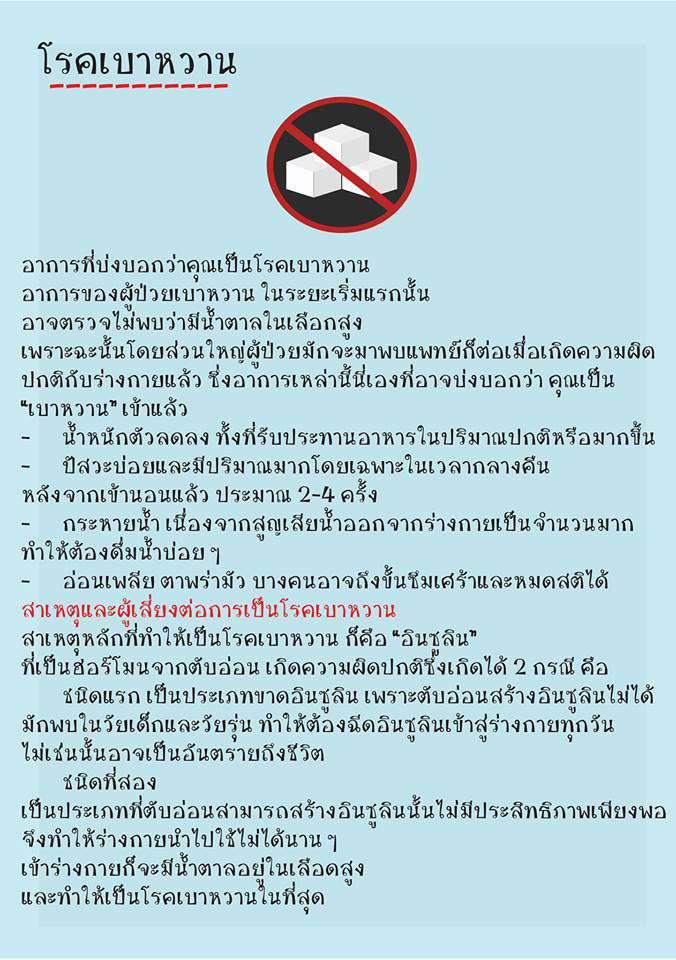 โรคเบาหวาน
อาการที่บ่งบอกว่าคุณเป็นโรคเบาหวาน
อาการของผู้ป่วยเบาหวาน ในระยะเริ่มแรกนั้น
อาจตรวจไม่พบว่ามีน้ำตาลในเลือกสูง
เพราะฉะนั้นโดยส่วนใหญ่ผู้ป่วยมักจะมาพบแพทย์ก็ต่อเมื่อเกิดความผิด
ปกติกับร่างกายแล้ว ซึ่งอาการเหล่านี้นี่เองที่อาจบ่งบอกว่า คุณเป็น
“เบาหวาน” เข้าแล้ว
- น้ำหนักตัวลดลง ทั้งที่รับประทานอาหารในปริมาณปกติหรือมากขึ้น
- ปัสวะบ่อยและมีปริมาณมากโดยเฉพาะในเวลากลางคืน
หลังจากเข้านอนแล้ว ประมาณ 2-4 ครั้ง
- กระหายน้ำ เนื่องจากสูญเสียน้ำออกจากร่างกายเป็นจำนวนมาก
ทำให้ต้องดื่มน้ำบ่อย ๆ
- อ่อนเพลีย ตาพร่ามัว บางคนอาจถึงขั้นซึมเศร้าและหมดสติได้
สาเหตุและผู้เสี่ยงต่อการเป็นโรคเบาหวาน
สาเหตุหลักที่ทำให้เป็นโรคเบาหวาน ก็คือ “อินซูลิน”
ที่เป็นฮอร์โมนจากตับอ่อน เกิดความผิดปกติซึ่งเกิดได้ 2 กรณี คือ
ชนิดแรก เป็นประเภทขาดอินซูลิน เพราะตับอ่อนสร้างอินซูลินไม่ได้
มักพบในวัยเด็กและวัยรุ่น ทำให้ต้องฉีดอินซูลินเข้าสู่ร่างกายทุกวัน
ไม่เช่นนั้นอาจเป็นอันตรายถึงชีวิต
ชนิดที่สอง
เป็นประเภทที่ตับอ่อนสามารถสร้างอินซูลินนั้นไม่มีประสิทธิภาพเพียงพอ
จึงทำให้ร่างกายนำไปใช้ไม่ได้นาน ๆ
เข้าร่างกายก็จะมีน้ำตาลอยู่ในเลือดสูง
และทำให้เป็นโรคเบาหวานในที่สุด